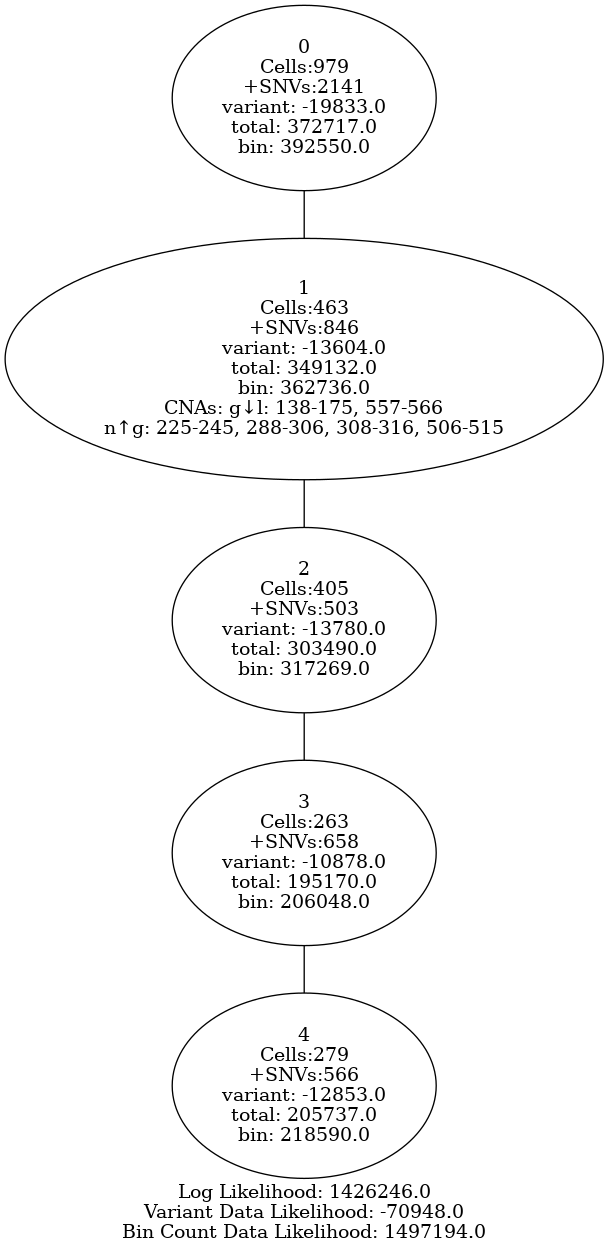 0
Cells:979
+SNVs:2141
variant: -19833.0
total: 372717.0
bin: 392550.0
1
Cells:463
+SNVs:846
variant: -13604.0
total: 349132.0
bin: 362736.0
CNAs: g↓l: 138-175, 557-566
n↑g: 225-245, 288-306, 308-316, 506-515
2
Cells:405
+SNVs:503
variant: -13780.0
total: 303490.0
bin: 317269.0
3
Cells:263
+SNVs:658
variant: -10878.0
total: 195170.0
bin: 206048.0
4
Cells:279
+SNVs:566
variant: -12853.0
total: 205737.0
bin: 218590.0
Log Likelihood: 1426246.0
Variant Data Likelihood: -70948.0
Bin Count Data Likelihood: 1497194.0